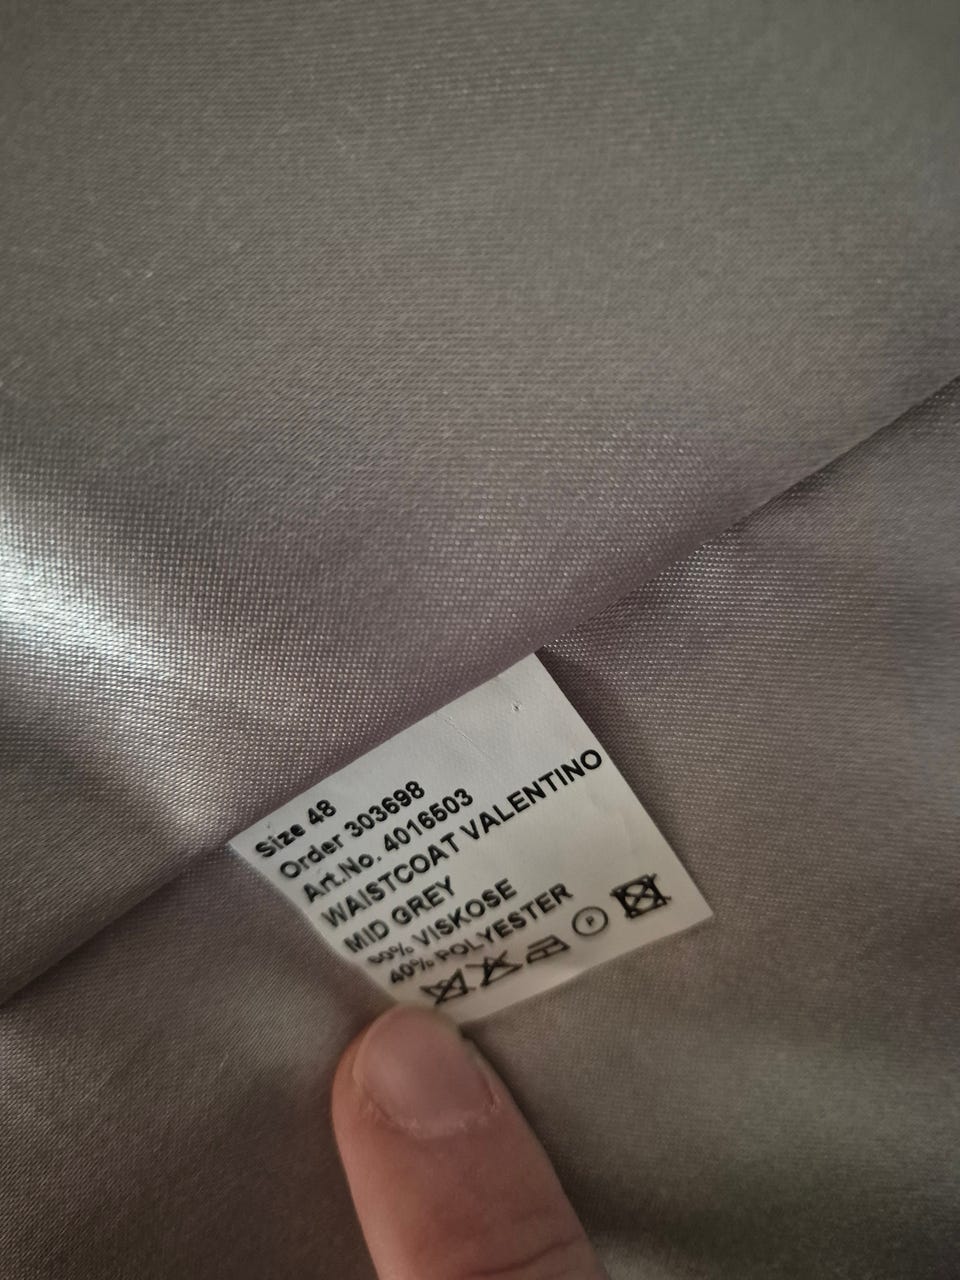 Size 48
Order 303698
Art.No. 4016503
WAISTCOAT VALENTINO
MID GREY
60% VISKOSE
40% POLYESTER
P